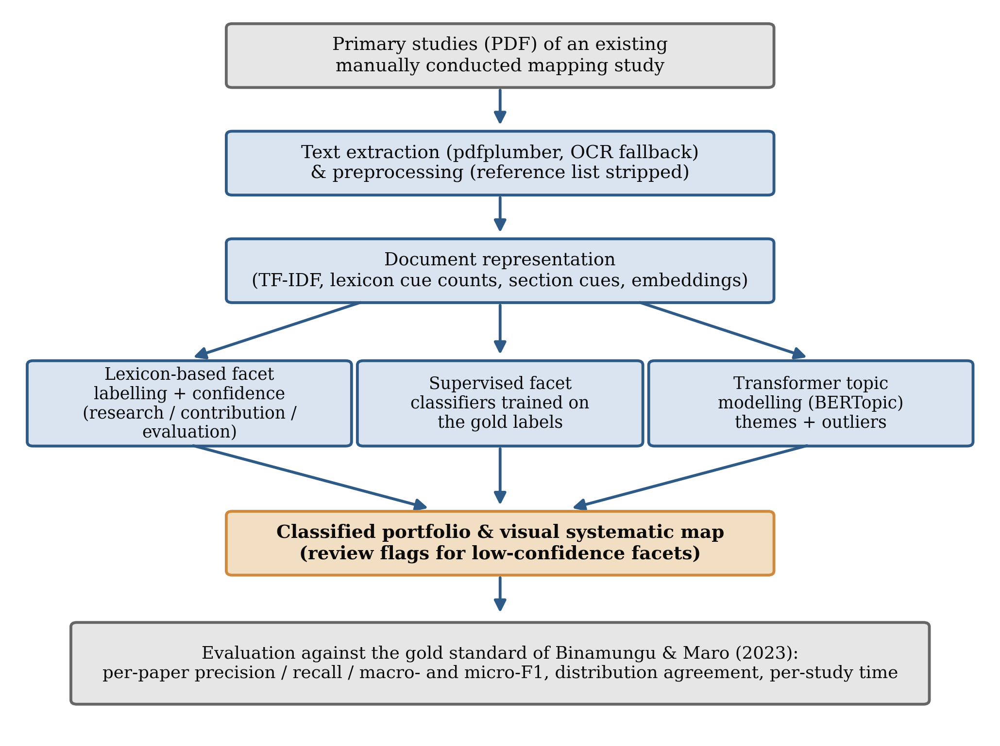 Primary studies (PDF) of an existing
manually conducted mapping study
Text extraction (pdfplumber, OCR fallback)
& preprocessing (reference list stripped)
Document representation
(TF-IDF, lexicon cue counts, section cues, embeddings)
Lexicon-based facet
labelling + confidence
(research / contribution /
evaluation)
Supervised facet
classifiers trained on
the gold labels
Transformer topic
modelling (BERTopic)
themes + outliers
Classified portfolio & visual systematic map
(review flags for low-confidence facets)
Evaluation against the gold standard of Binamungu & Maro (2023):
per-paper precision / recall / macro- and micro-F1, distribution agreement, per-study time